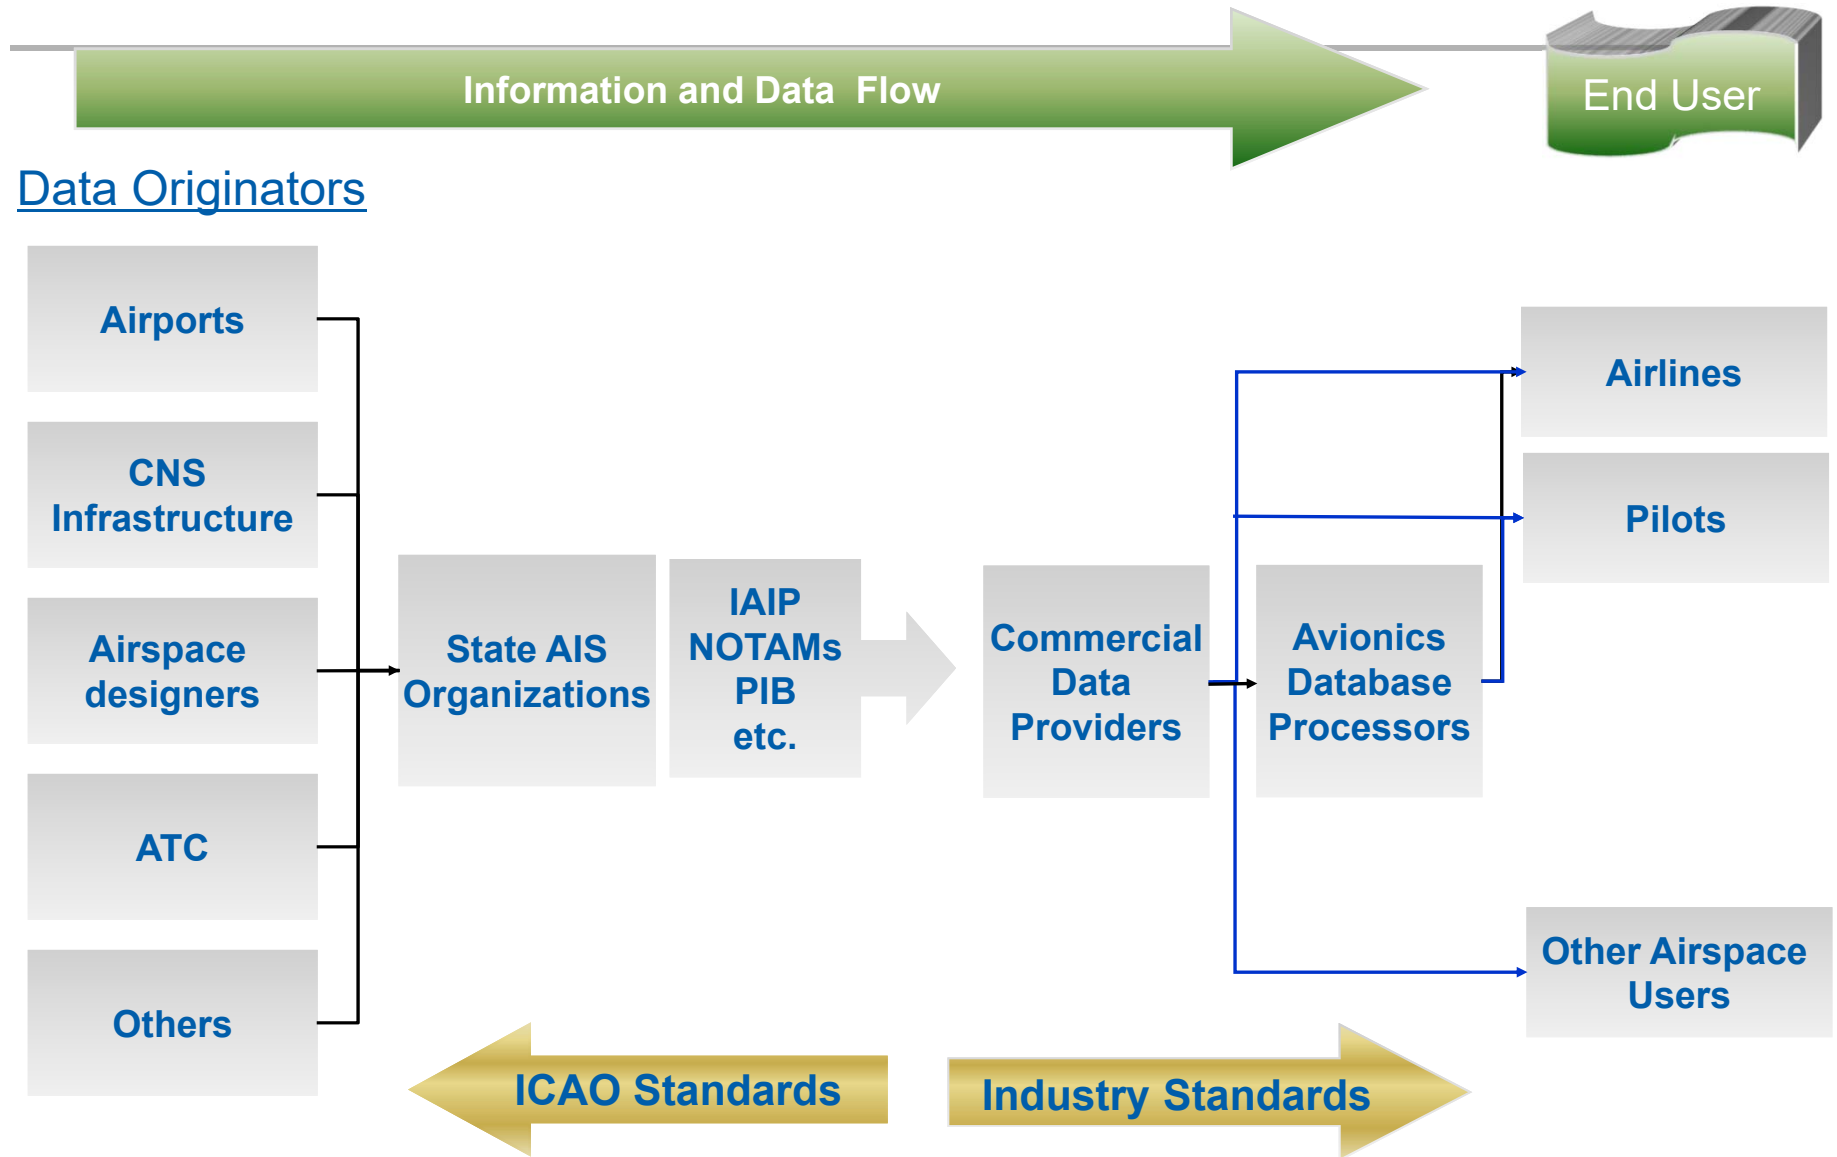 Information and Data  Flow
End User
Data Originators
Airports
CNS
Infrastructure
Airspace
designers
ATC
Others
State AIS
Organizations
IAIP
NOTAMs
PIB
etc.
Commercial
Data
Providers
Avionics
Database
Processors
Airlines
Pilots
Other Airspace
Users
ICAO Standards
Industry Standards